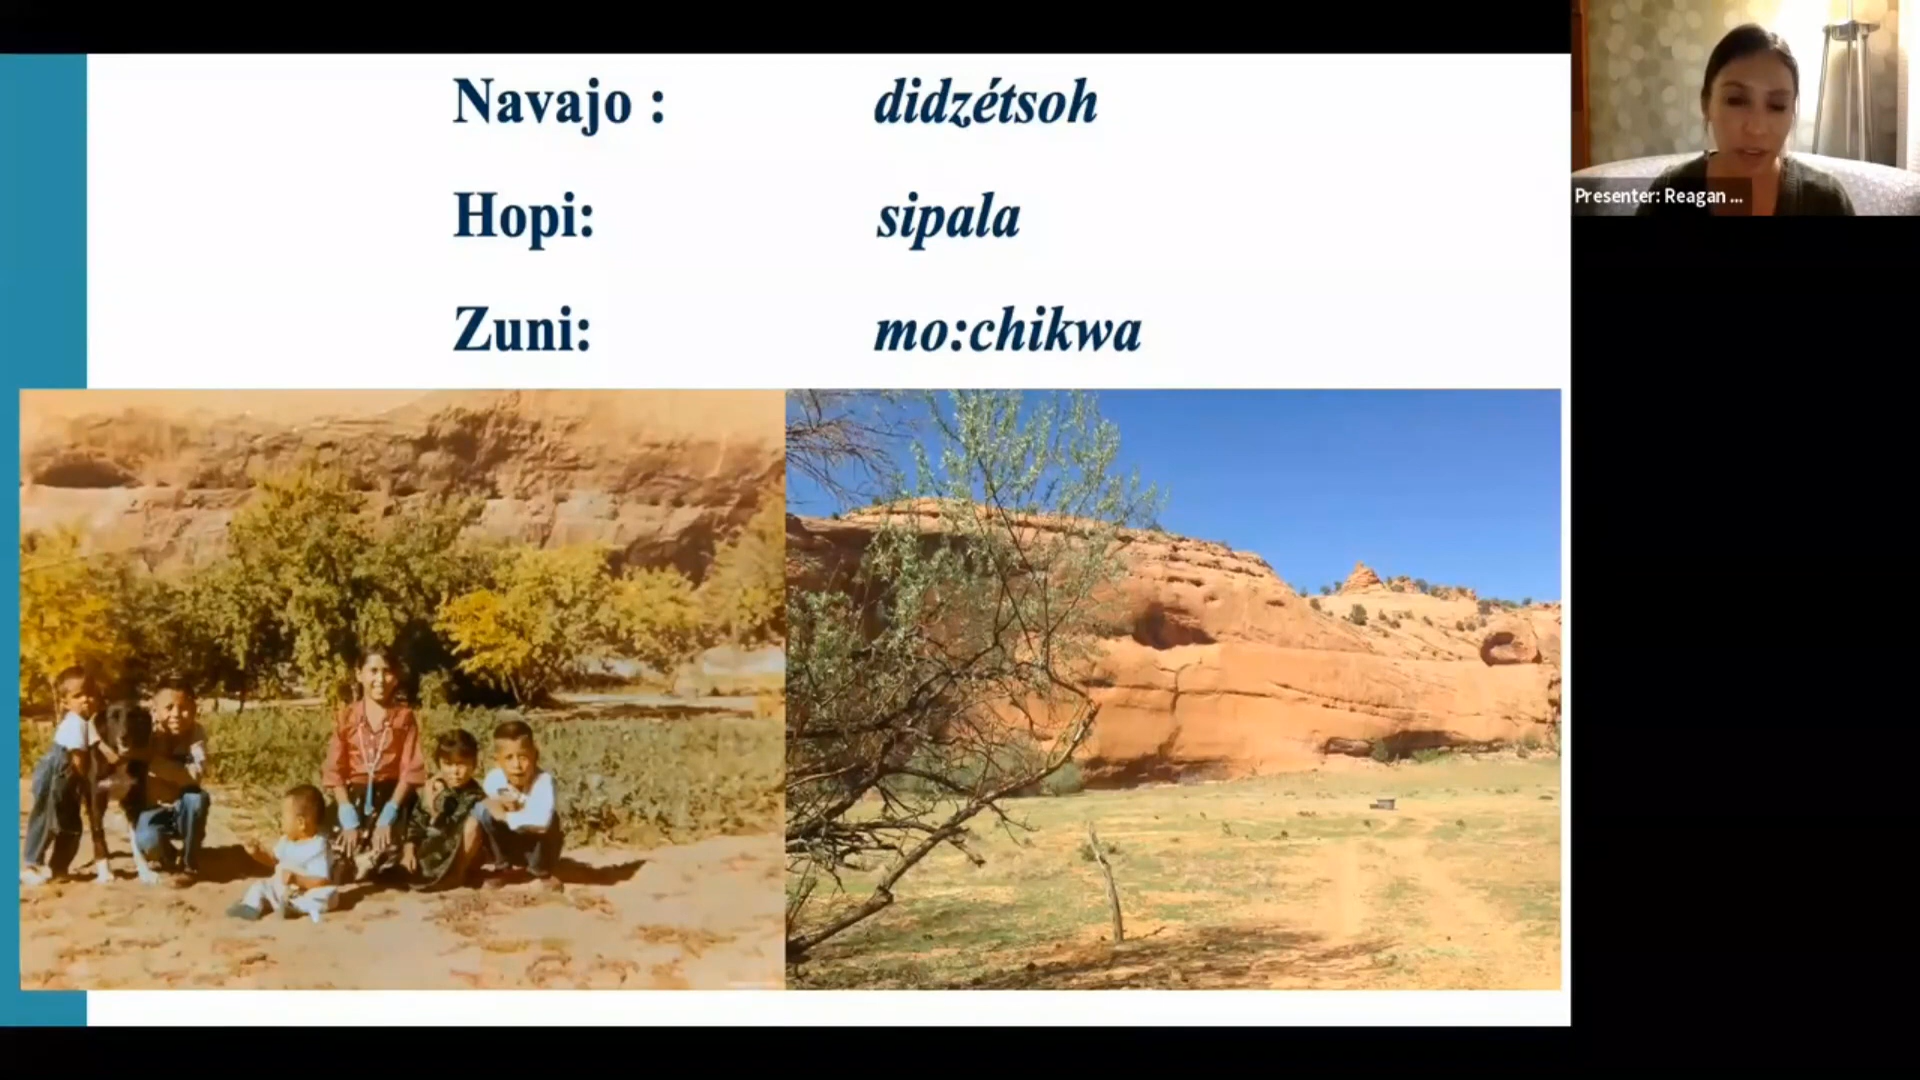 Navajo : didzétsoh
Hopi: sipala
Zuni: mo:chikwa
Presenter: Reagan ...